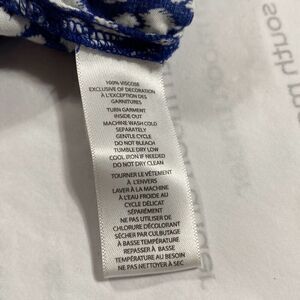 100% VISCOSE
EXCLUSIVE OF DECORATION
À L'EXCEPTION DES
GARNITURES
TURN GARMENT
INSIDE OUT
MACHINE WASH COLD
SEPARATELY
GENTLE CYCLE
DO NOT BLEACH
TUMBLE DRY LOW
COOL IRON IF NEEDED
DO NOT DRY CLEAN
TOURNER LE VÊTEMENT
À L'ENVERS
LAVER À LA MACHINE
À L'EAU FROIDE AU
CYCLE DÉLICAT
SÉPARÉMENT
NE PAS UTILISER DE
CHLORURE DÉCOLORANT
SÉCHER PAR CULBUTAGE
À BASSE TEMPÉRATURE
REPASSER À BASSE
TEMPÉRATURE AU BESOIN
NE PAS NETTOYER À SEC